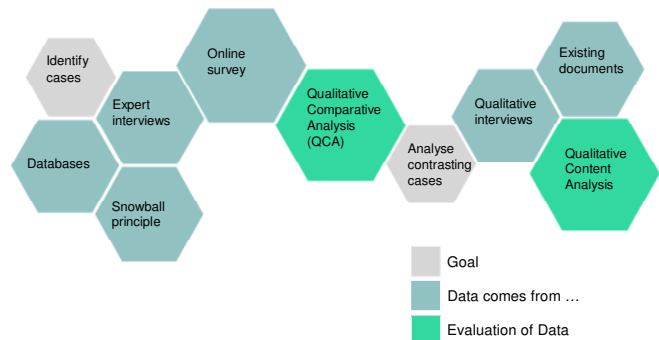 Identify
cases
Expert
interviews
Databases
Snowball
principle
Online
survey
Qualitative
Comparative
Analysis
(QCA)
Analyse
contrasting
cases
Qualitative
interviews
Existing
documents
Qualitative
Content
Analysis
Goal
Data comes from …
Evaluation of Data